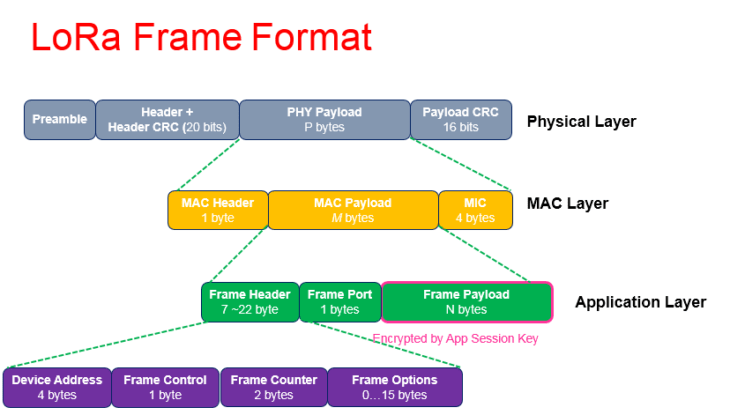 LoRa Frame Format
Preamble
Header +
Header CRC (20 bits)
PHY Payload
P bytes
Payload CRC
16 bits
Physical Layer
MAC Header
1 byte
MAC Payload
M bytes
MIC
4 bytes
MAC Layer
Frame Header
7 ~22 byte
Frame Port
1 bytes
Frame Payload
N bytes
Application Layer
Encrypted by App Session Key
Device Address
4 bytes
Frame Control
1 byte
Frame Counter
2 bytes
Frame Options
0...15 bytes